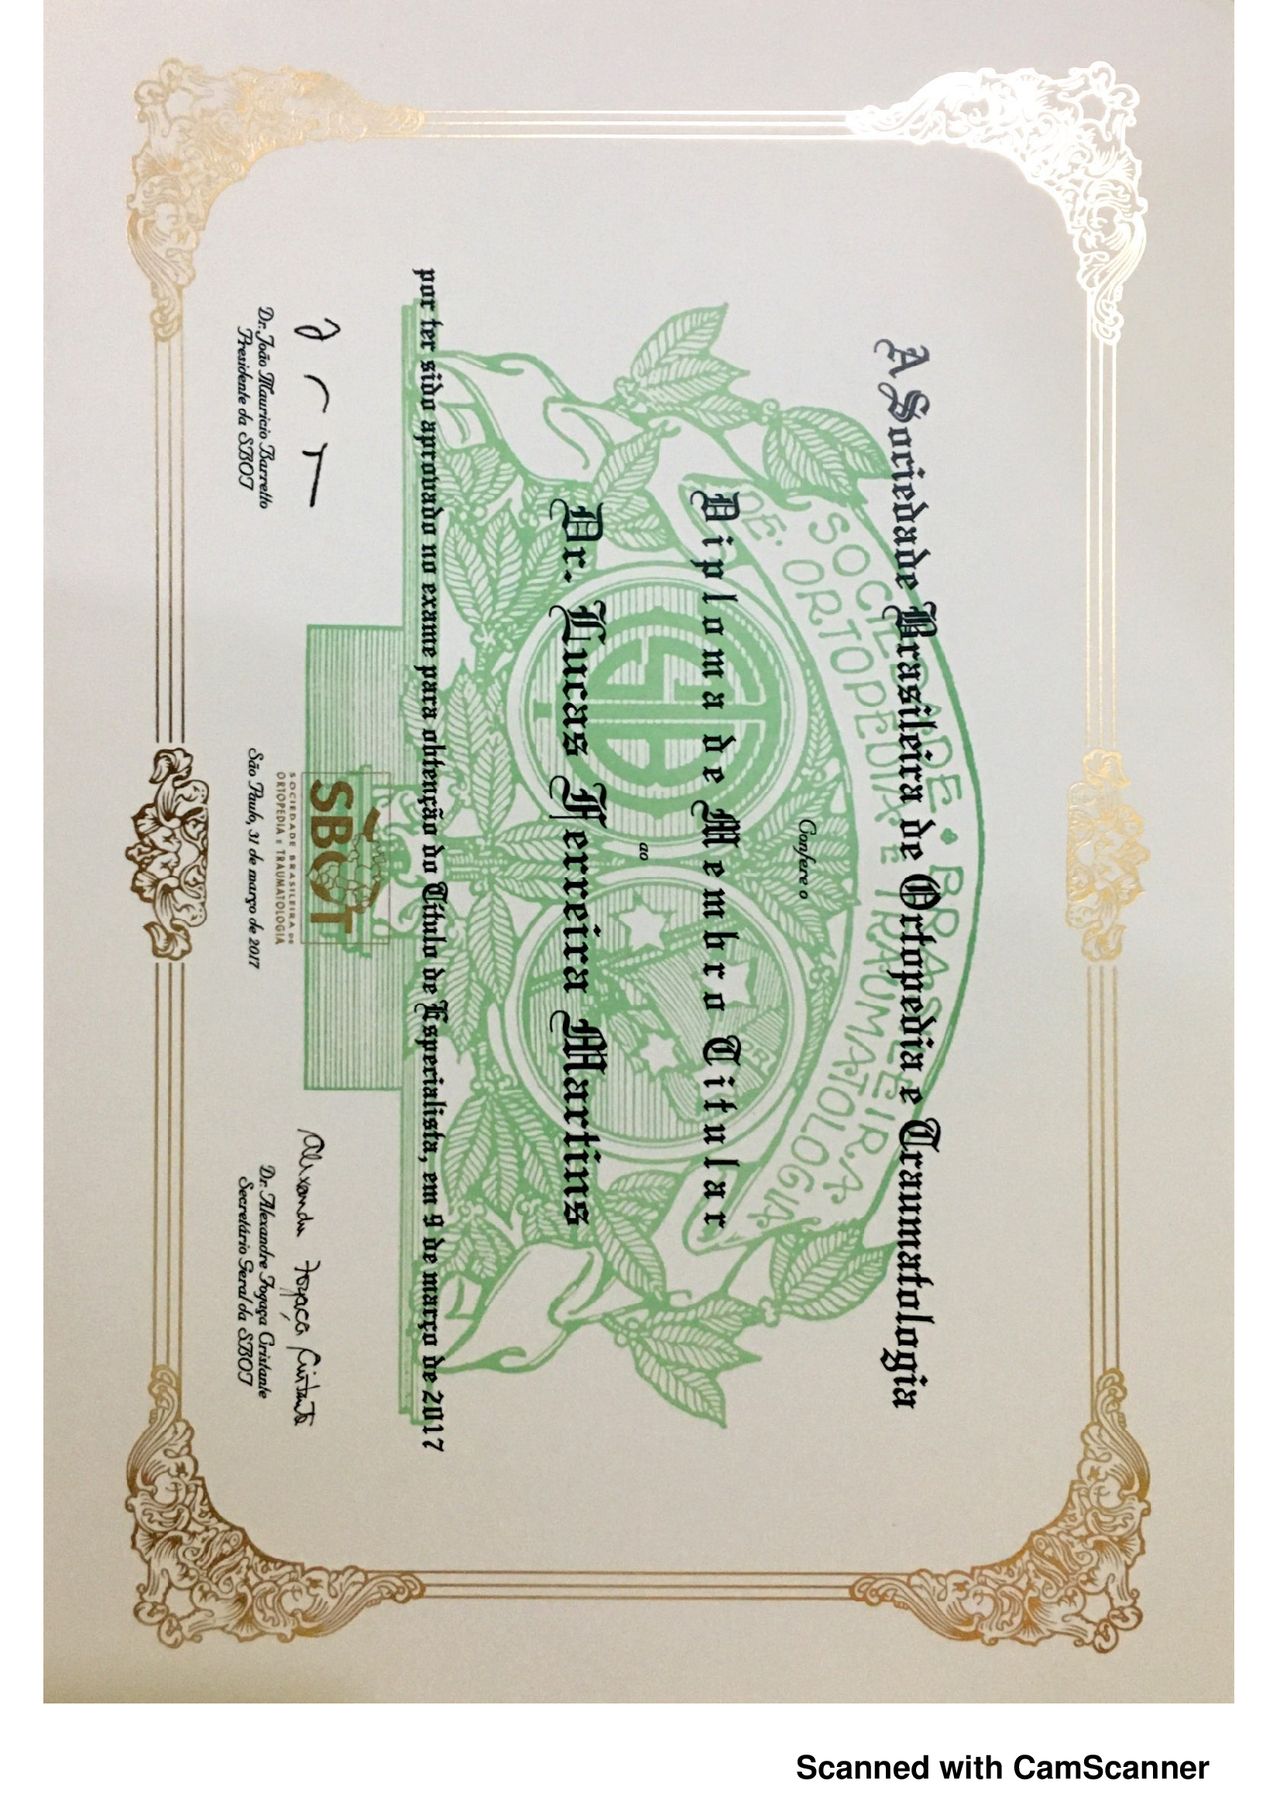 A Sociedade Brasileira de Ortopedia e Traumatologia
SOCIEDADE BRASILEIRA
DE ORTOPEDIA E TRAUMATOLOGIA
Confere o
Diploma de Membro Titular
ao
Dr. Lucas Ferreira Martins
por ter sido aprovado no exame para obtenção do Título de Especialista, em 9 de março de 2017
SBOT
SOCIEDADE BRASILEIRA DE
ORTOPEDIA E TRAUMATOLOGIA
Alexandre Fogaça Cristante
Dr. João Maurício Barretto
Presidente da SBOT
São Paulo, 31 de março de 2017
Dr. Alexandre Fogaça Cristante
Secretário Geral da SBOT
Scanned with CamScanner